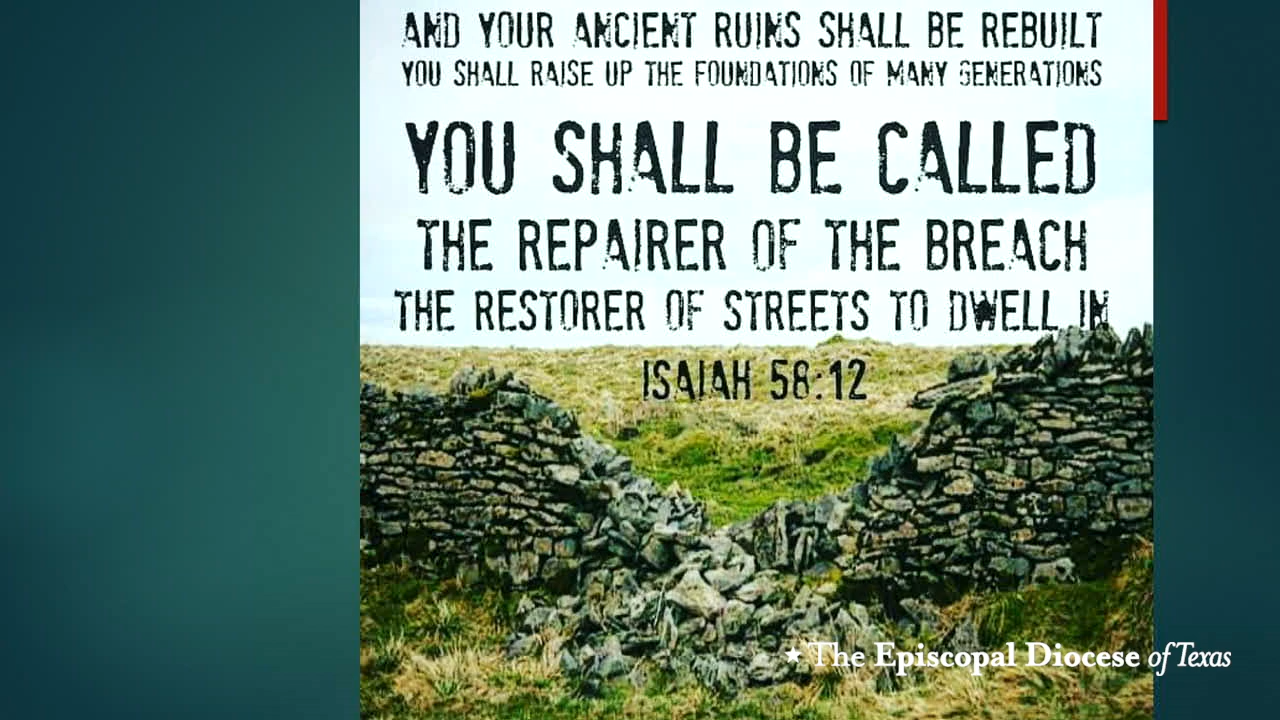 AND YOUR ANCIENT RUINS SHALL BE REBUILT
YOU SHALL RAISE UP THE FOUNDATIONS OF MANY GENERATIONS
YOU SHALL BE CALLED
THE REPAIRER OF THE BREACH
THE RESTORER OF STREETS TO DWELL IN
ISAIAH 58:12
The Episcopal Diocese of Texas